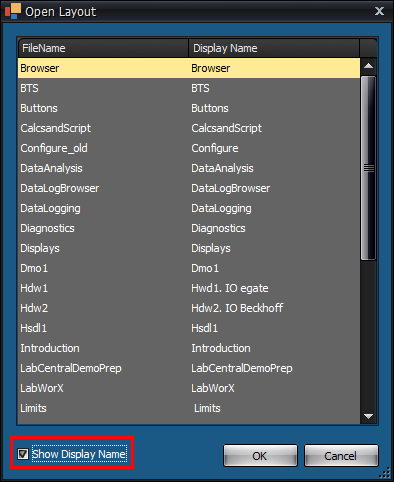 Open Layout
FileName Display Name
Browser Browser
BTS BTS
Buttons Buttons
CalcsandScript CalcsandScript
Configure_old Configure
DataAnalysis DataAnalysis
DataLogBrowser DataLogBrowser
DataLogging DataLogging
Diagnostics Diagnostics
Displays Displays
Dmo1 Dmo1
Hdw1 Hwd1. IO egate
Hdw2 Hdw2. IO Beckhoff
Hsdl1 Hsdl1
Introduction Introduction
LabCentralDemoPrep LabCentralDemoPrep
LabWorX LabWorX
Limits Limits
Show Display Name OK Cancel